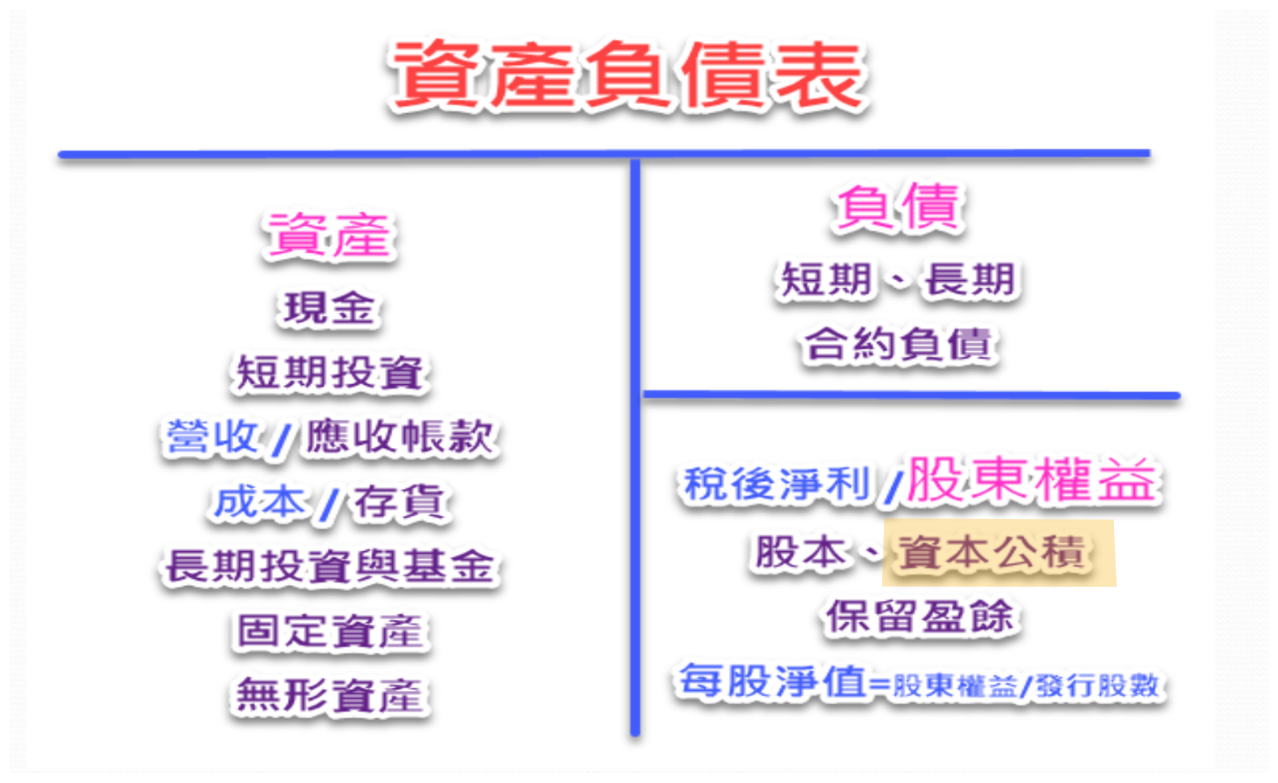 資產負債表
資產
現金
短期投資
營收/應收帳款
成本/存貨
長期投資與基金
固定資產
無形資產
負債
短期、長期
合約負債
稅後淨利/股東權益
股本、資本公積
保留盈餘
每股淨值=股東權益/發行股數